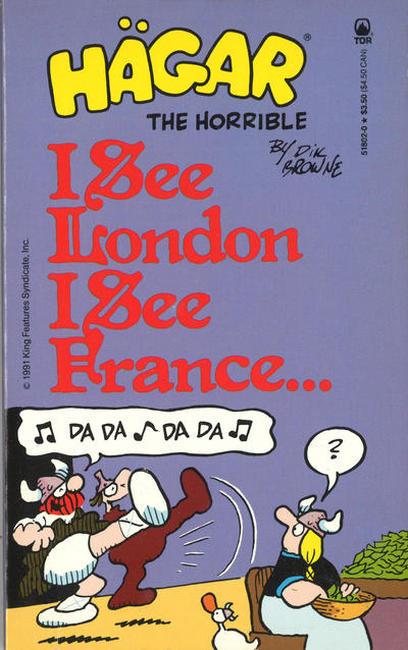 HÄGAR®
THE HORRIBLE
BY DIK
BROWNE
TOR
51802-0 ★ $3.50 ($4.50 CAN)
I See
London
I See
France...
© 1991 King Features Syndicate, Inc.
♫ DA DA ♪ DA DA ♫
?